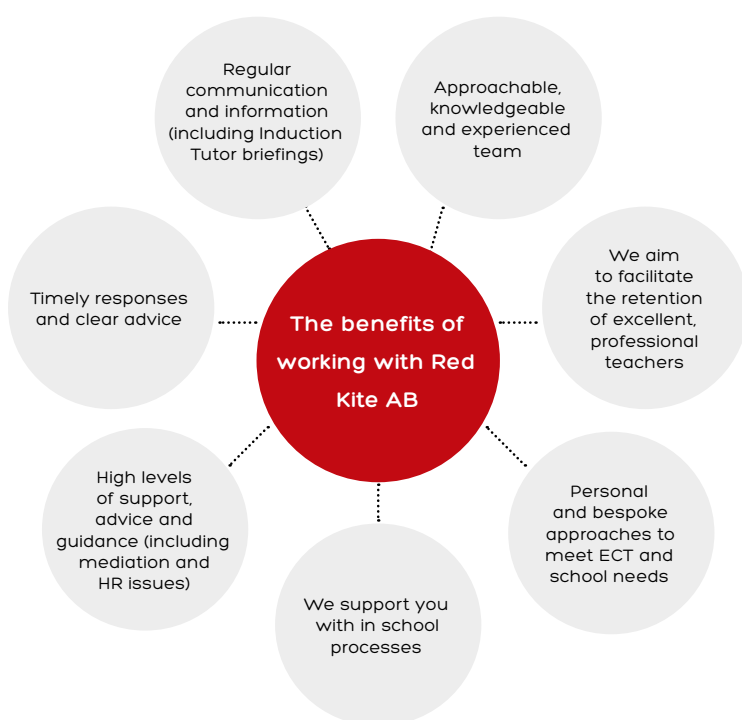 Regular
communication
and information
(including Induction
Tutor briefings)
Approachable,
knowledgeable
and experienced
team
We aim
to facilitate
the retention
of excellent,
professional
teachers
Personal
and bespoke
approaches to
meet ECT and
school needs
We support you
with in school
processes
High levels
of support,
advice and
guidance (including
mediation and
HR issues)
Timely responses
and clear advice
The benefits of
working with Red
Kite AB